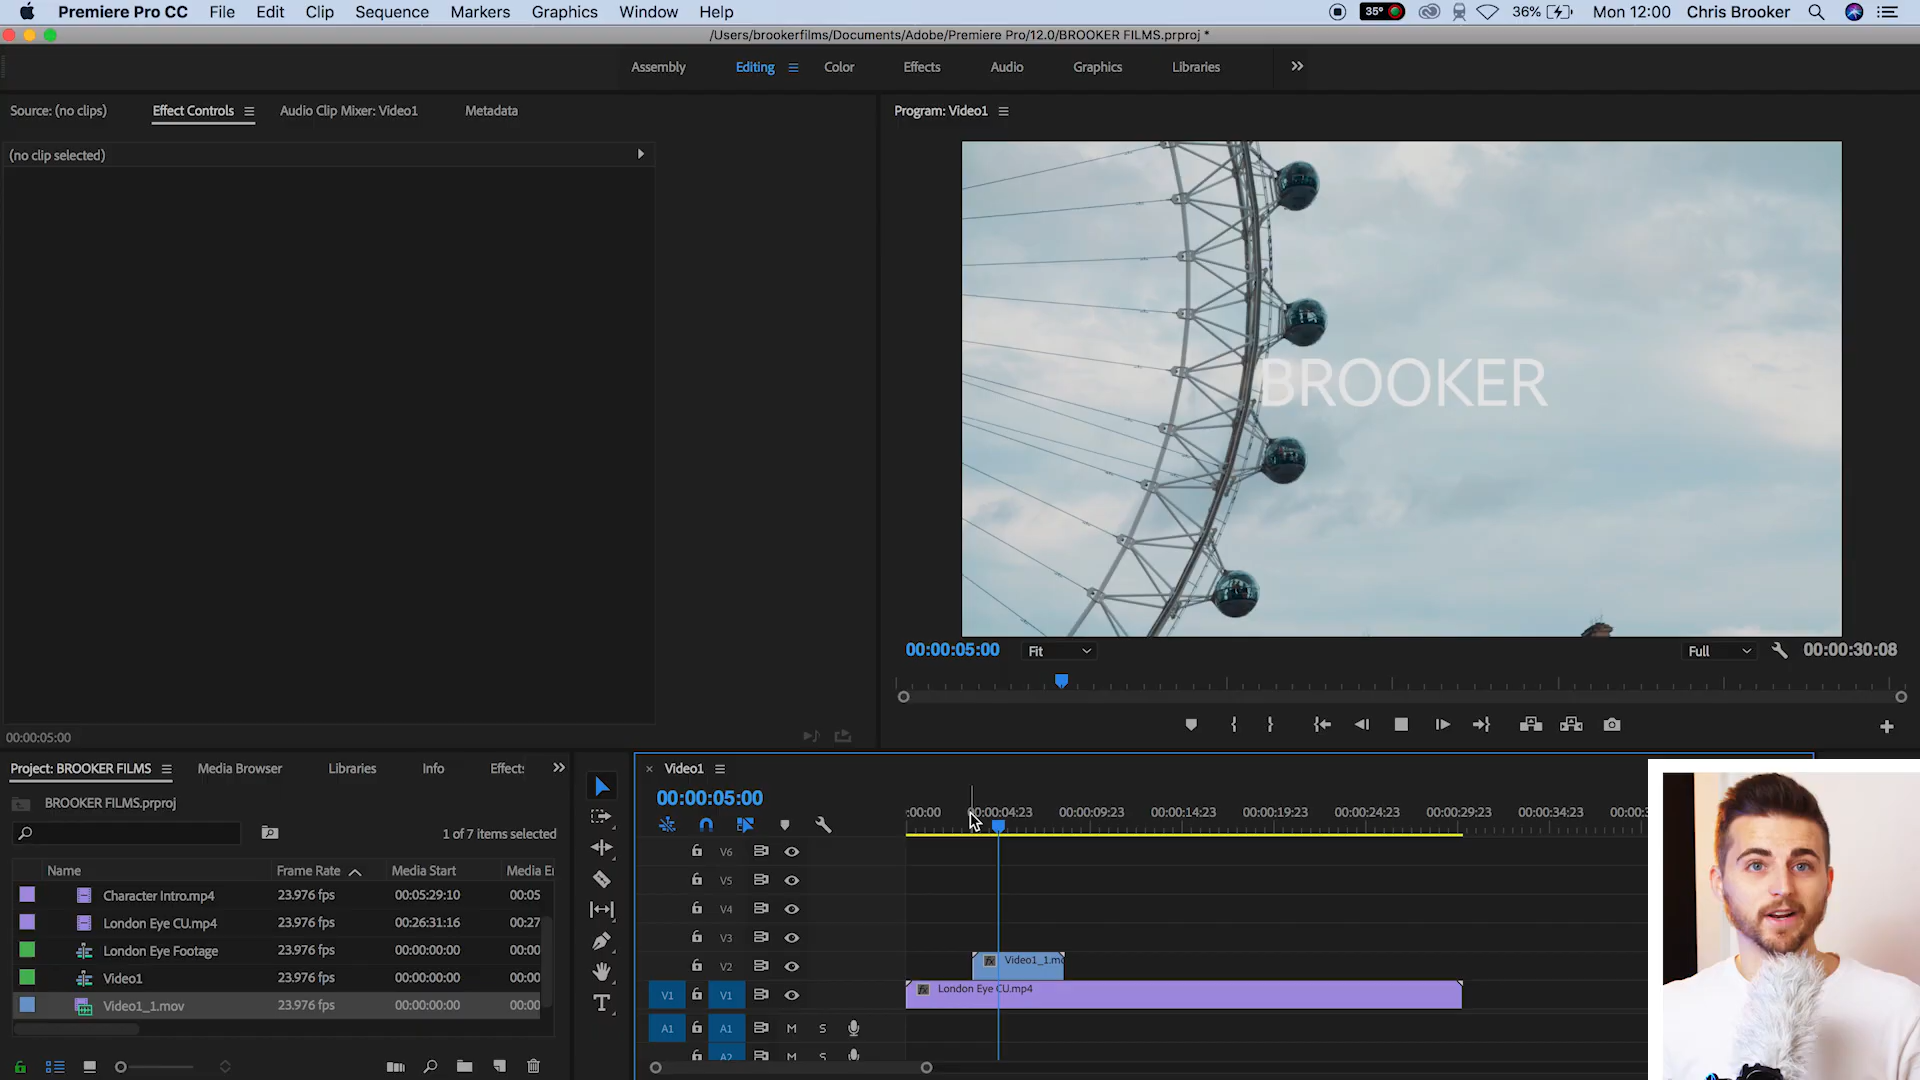 Premiere Pro CC File Edit Clip Sequence Markers Graphics Window Help 35° 36% Mon 12:00 Chris Brooker
/Users/brookerfilms/Documents/Adobe/Premiere Pro/12.0/BROOKER FILMS.prproj *
Assembly Editing Color Effects Audio Graphics Libraries
Source: (no clips) Effect Controls Audio Clip Mixer: Video1 Metadata
(no clip selected)
00:00:05:00
Program: Video1
BROOKER
00:00:05:00 Fit Full 00:00:30:08
Project: BROOKER FILMS Media Browser Libraries Info Effects
BROOKER FILMS.prproj
1 of 7 items selected
Name Frame Rate Media Start Media E
Character Intro.mp4 23.976 fps 00:05:29:10 00:05
London Eye CU.mp4 23.976 fps 00:26:31:16 00:27
London Eye Footage 23.976 fps 00:00:00:00 00:00
Video1 23.976 fps 00:00:00:00 00:00
Video1_1.mov 23.976 fps 00:00:00:00 00:00
Video1
00:00:05:00
:00:00 00:00:04:23 00:00:09:23 00:00:14:23 00:00:19:23 00:00:24:23 00:00:29:23 00:00:34:23 00:00:
V6
V5
V4
V3
V2 Video1_1.mo
V1 V1 London Eye CU.mp4
A1 A1 M S
A2 M S